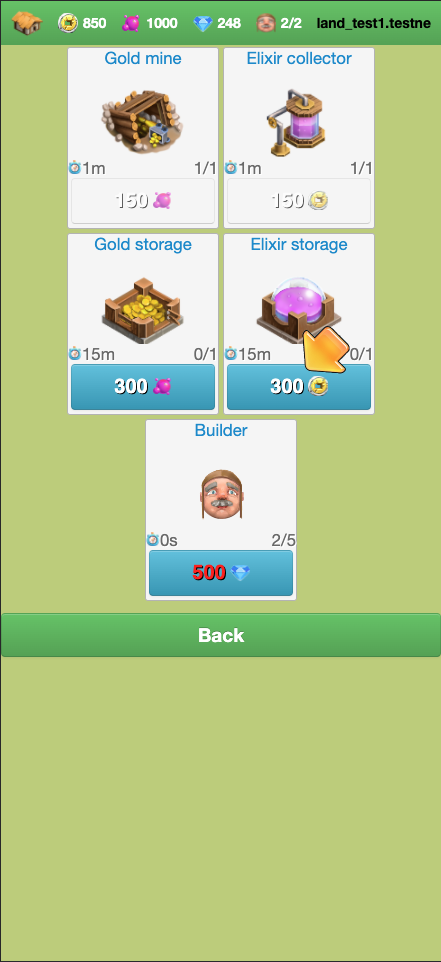 850 1000 248 2/2 land_test1.testne
Gold mine
1m 1/1
150
Elixir collector
1m 1/1
150
Gold storage
15m 0/1
300
Elixir storage
15m 0/1
300
Builder
0s 2/5
500
Back